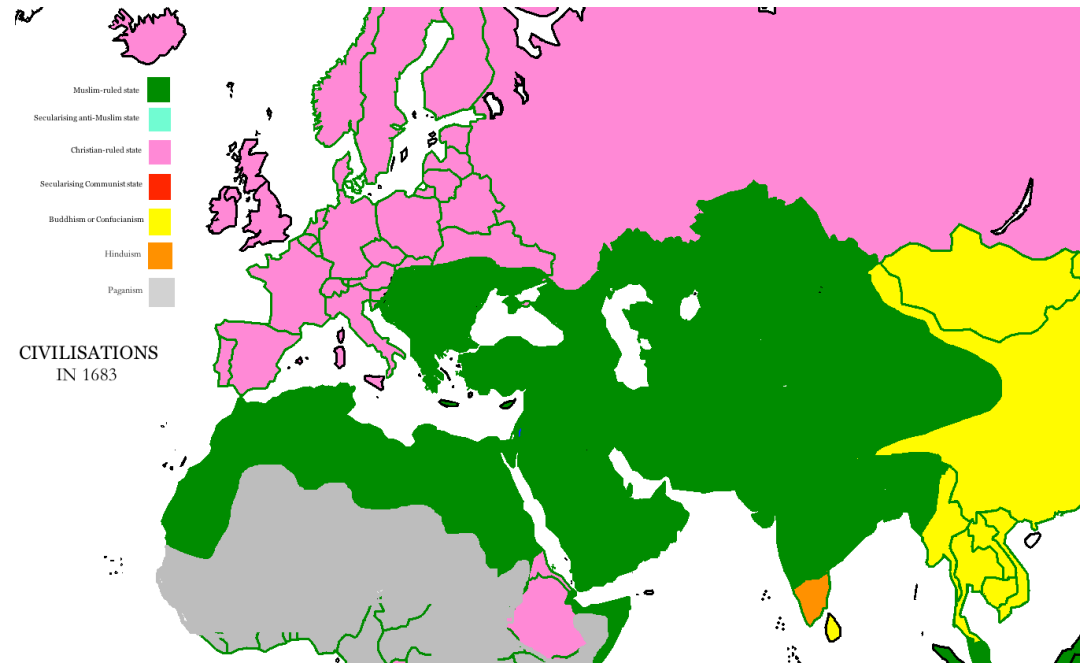 Muslim-ruled state
Secularising anti-Muslim state
Christian-ruled state
Secularising Communist state
Buddhism or Confucianism
Hinduism
Paganism
CIVILISATIONS
IN 1683